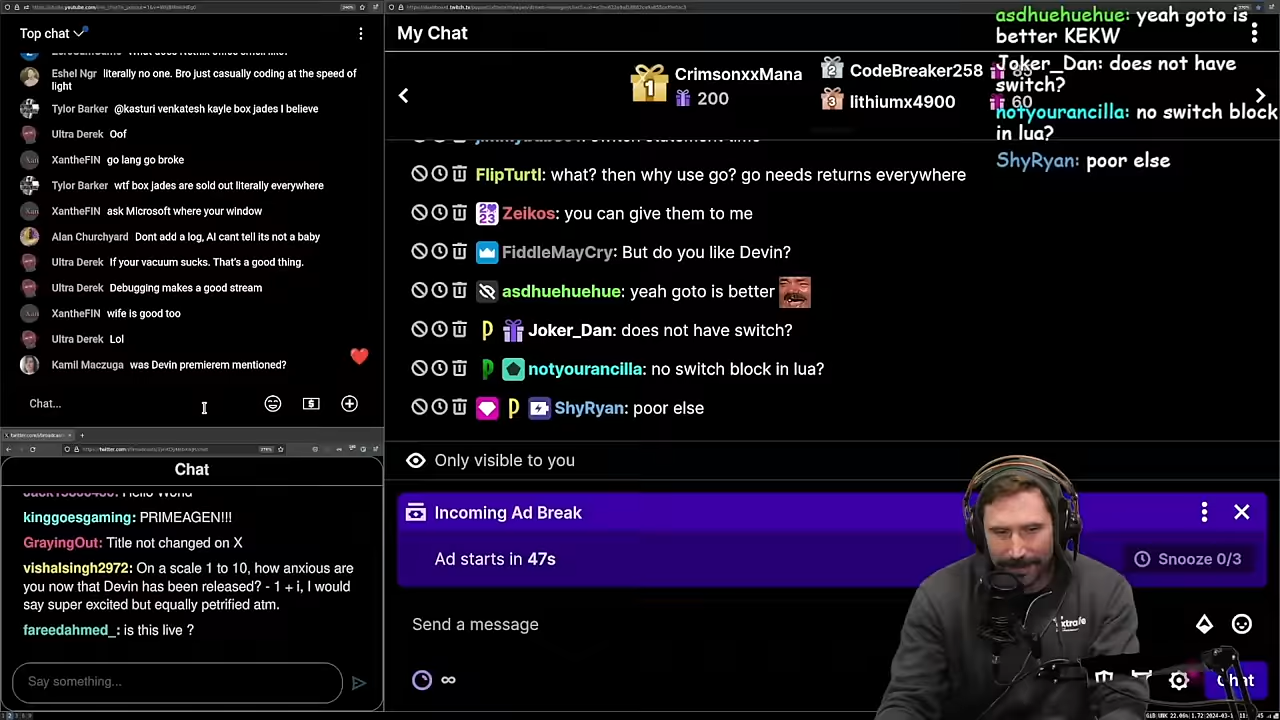 Top chat
Eshel Ngr literally no one. Bro just casually coding at the speed of
light
Tylor Barker @kasturi venkatesh kayle box jades I believe
Ultra Derek Oof
XantheFIN go lang go broke
Tylor Barker wtf box jades are sold out literally everywhere
XantheFIN ask Microsoft where your window
Alan Churchyard Dont add a log, AI cant tell its not a baby
Ultra Derek If your vacuum sucks. That's a good thing.
Ultra Derek Debugging makes a good stream
XantheFIN wife is good too
Ultra Derek Lol
Kamil Maczuga was Devin premierem mentioned?
Chat...
Chat
kinggoesgaming: PRIMEAGEN!!!
GrayingOut: Title not changed on X
vishalsingh2972: On a scale 1 to 10, how anxious are
you now that Devin has been released? - 1 + i, I would
say super excited but equally petrified atm.
fareedahmed_: is this live ?
Say something...
My Chat
1 CrimsonxxMana
200
2 CodeBreaker258
3 lithiumx4900
60
FlipTurtl: what? then why use go? go needs returns everywhere
Zeikos: you can give them to me
FiddleMayCry: But do you like Devin?
asdhuehuehue: yeah goto is better
Joker_Dan: does not have switch?
notyourancilla: no switch block in lua?
ShyRyan: poor else
Only visible to you
Incoming Ad Break
Ad starts in 47s
Snooze 0/3
Send a message
Chat
asdhuehuehue: yeah goto is
better KEKW
Joker_Dan: does not have
switch?
notyourancilla: no switch block
in lua?
ShyRyan: poor else